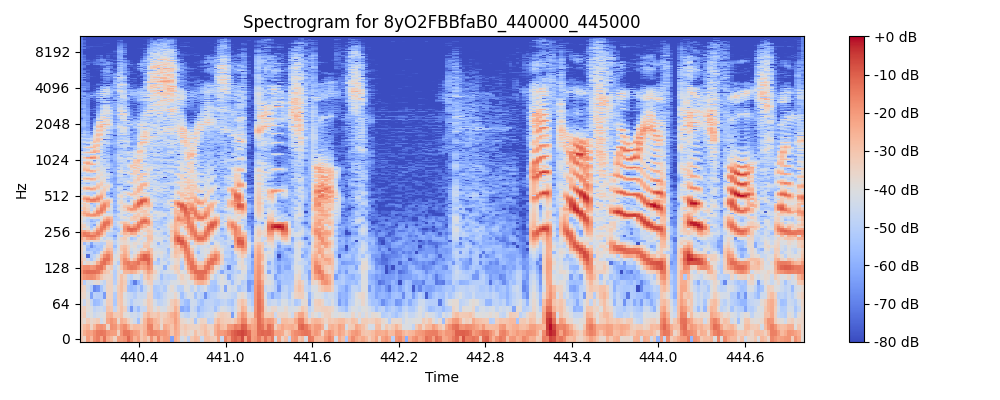 Spectrogram for 8yO2FBBfaB0_440000_445000
Hz
8192
4096
2048
1024
512
256
128
64
0
440.4 441.0 441.6 442.2 442.8 443.4 444.0 444.6
Time
+0 dB
-10 dB
-20 dB
-30 dB
-40 dB
-50 dB
-60 dB
-70 dB
-80 dB